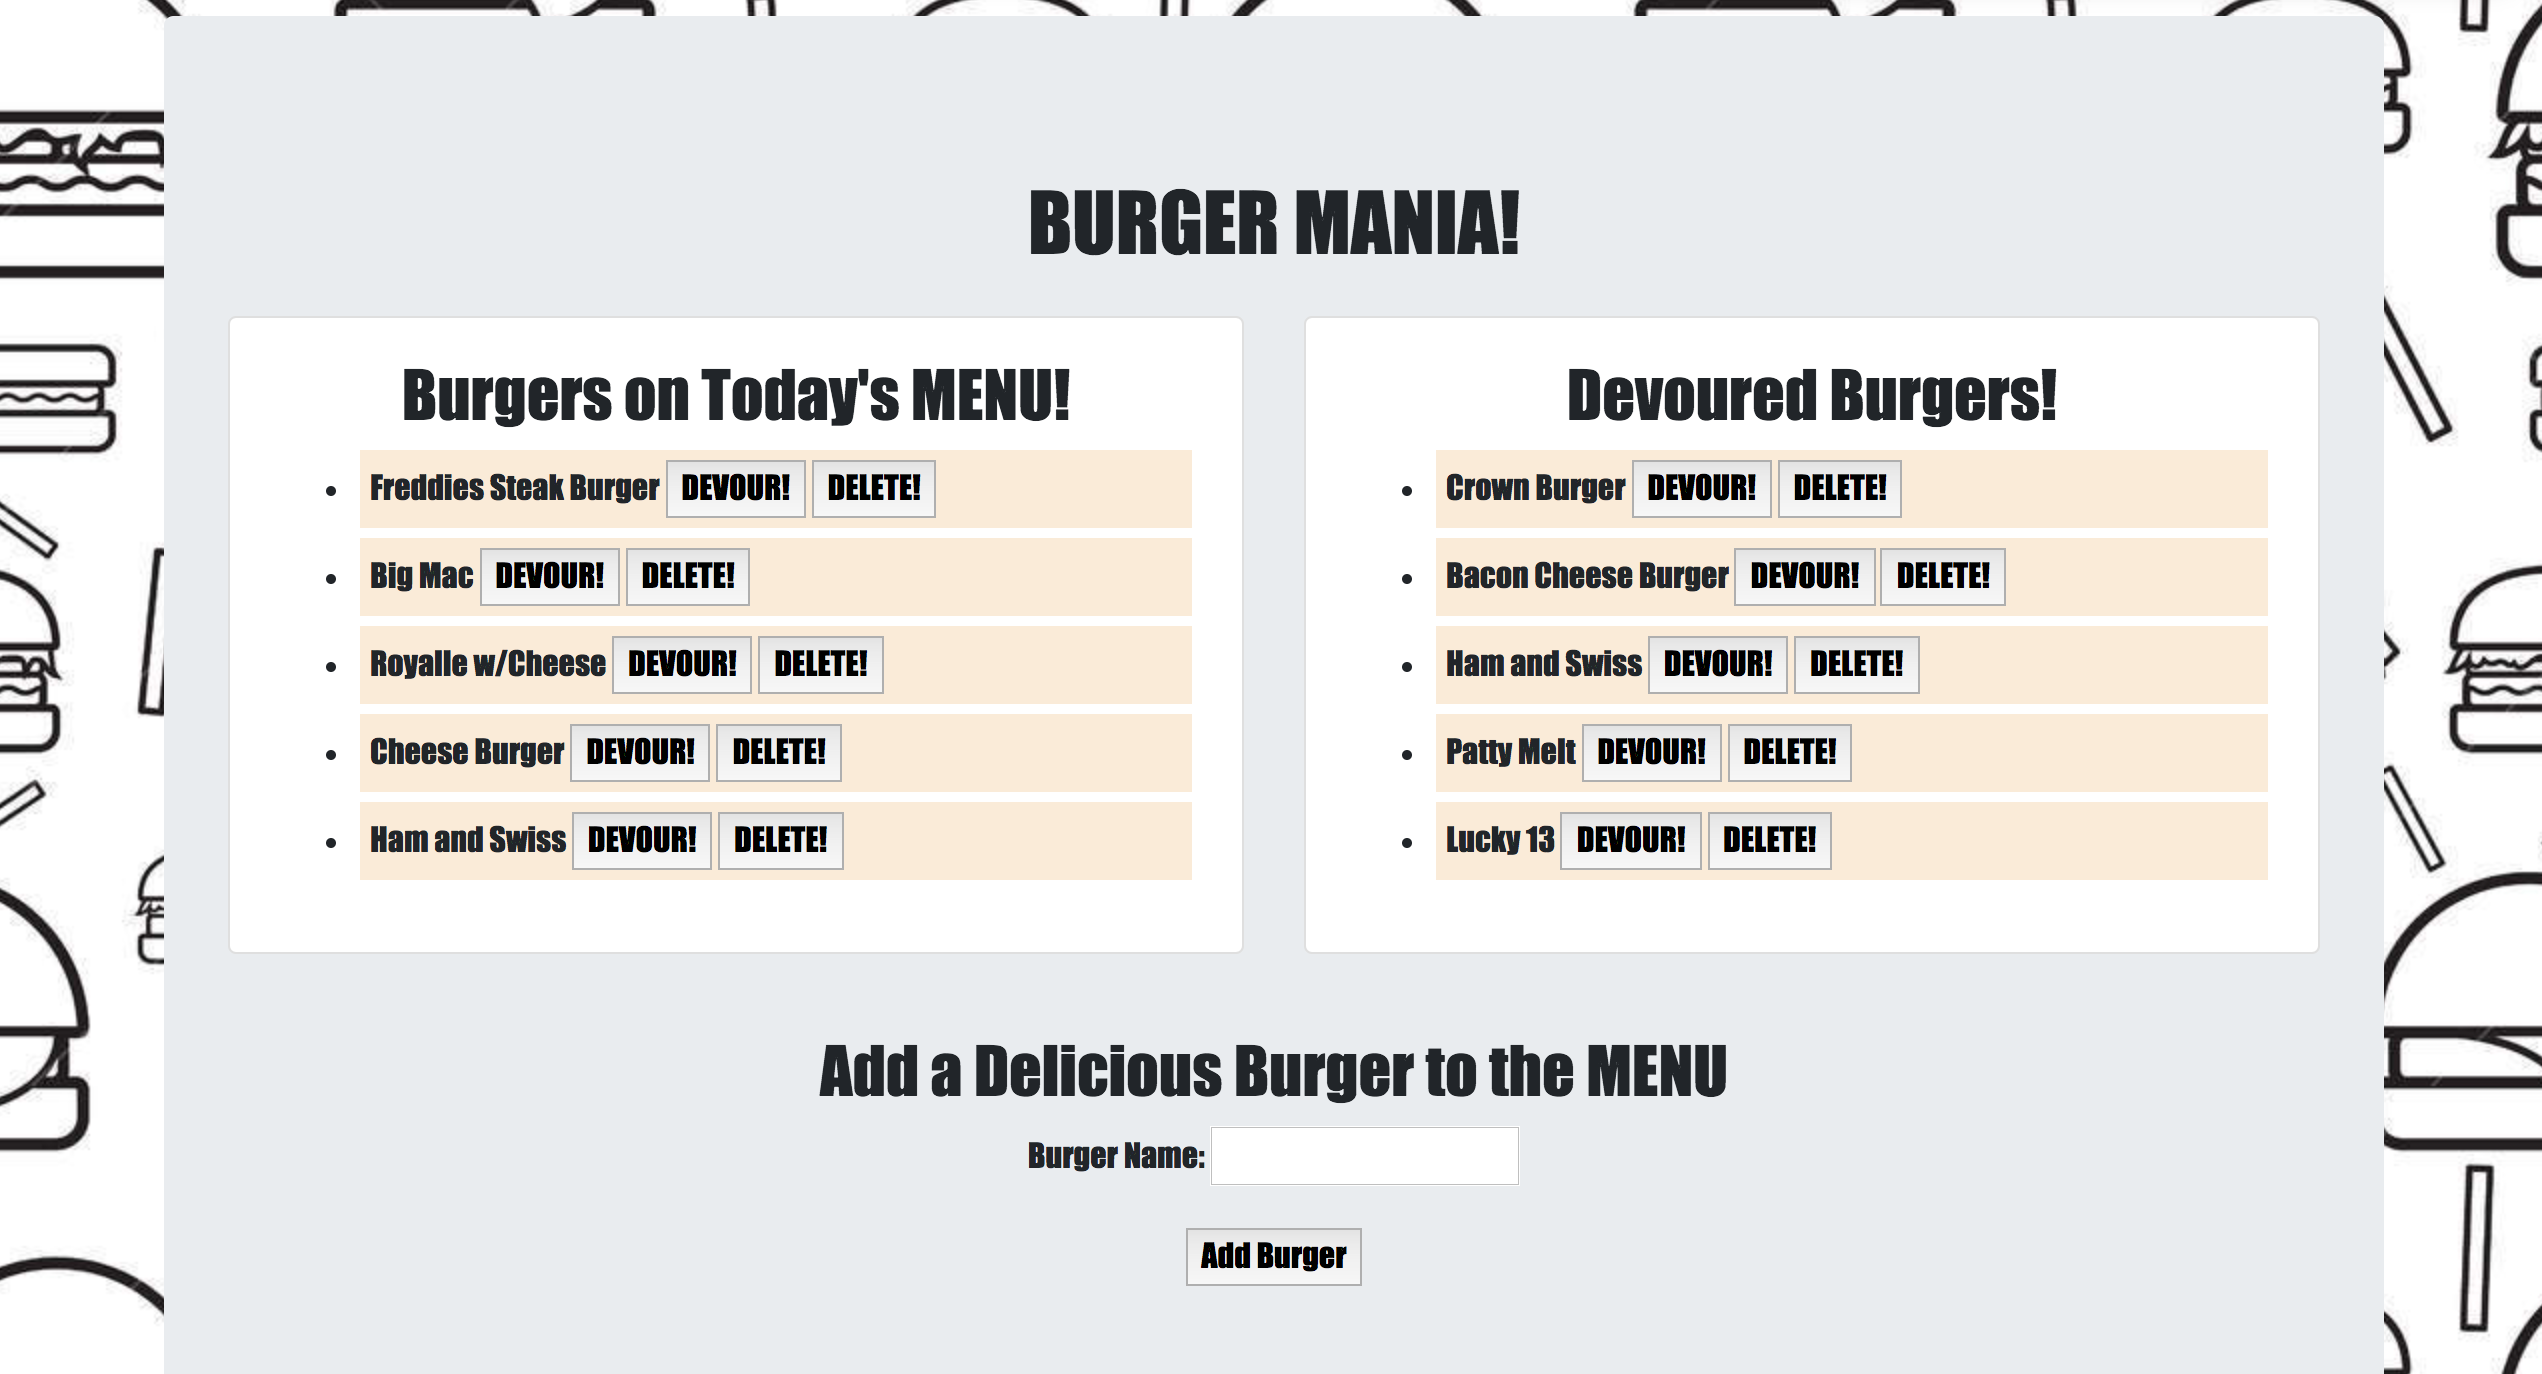 BURGER MANIA!
Burgers on Today's MENU!
Freddies Steak Burger DEVOUR! DELETE!
Big Mac DEVOUR! DELETE!
Royalle w/Cheese DEVOUR! DELETE!
Cheese Burger DEVOUR! DELETE!
Ham and Swiss DEVOUR! DELETE!
Devoured Burgers!
Crown Burger DEVOUR! DELETE!
Bacon Cheese Burger DEVOUR! DELETE!
Ham and Swiss DEVOUR! DELETE!
Patty Melt DEVOUR! DELETE!
Lucky 13 DEVOUR! DELETE!
Add a Delicious Burger to the MENU
Burger Name:
Add Burger